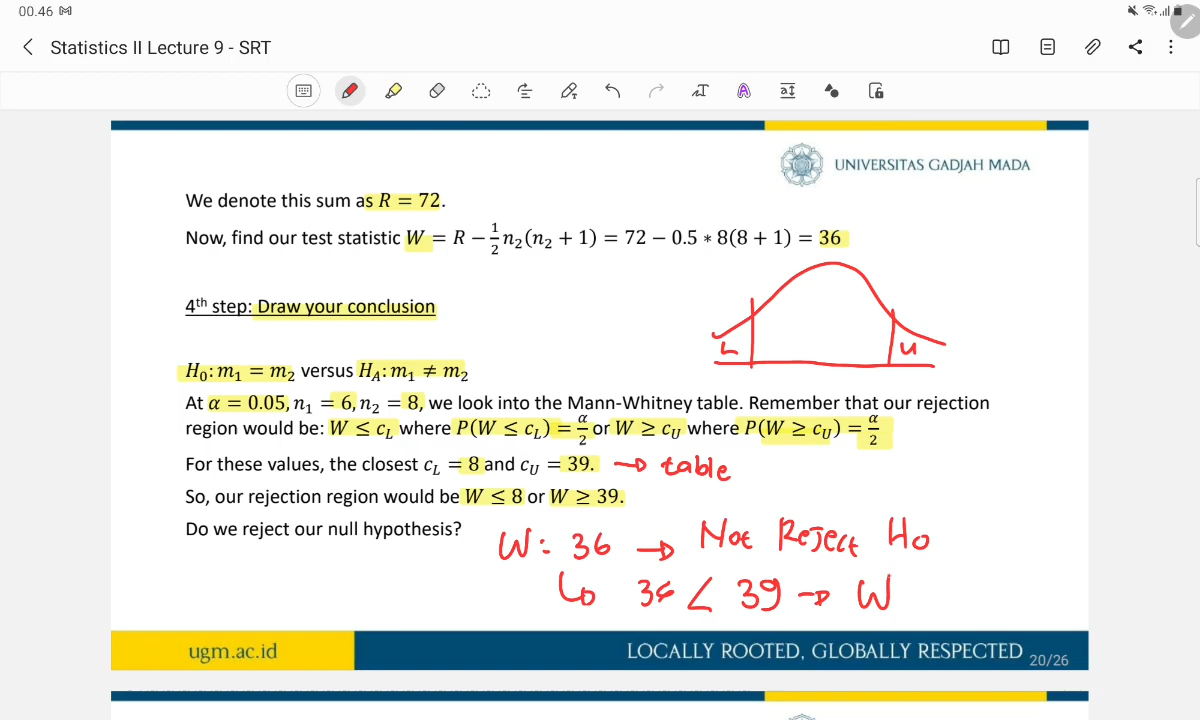 00.46
Statistics II Lecture 9 - SRT
UNIVERSITAS GADJAH MADA
We denote this sum as R = 72.
Now, find our test statistic W = R − ½n₂(n₂ + 1) = 72 − 0.5 ∗ 8(8 + 1) = 36
4th step: Draw your conclusion
L
U
H₀: m₁ = m₂ versus H_A: m₁ ≠ m₂
At α = 0.05, n₁ = 6, n₂ = 8, we look into the Mann-Whitney table. Remember that our rejection
region would be: W ≤ c_L where P(W ≤ c_L) = α/2 or W ≥ c_U where P(W ≥ c_U) = α/2
For these values, the closest c_L = 8 and c_U = 39. → table
So, our rejection region would be W ≤ 8 or W ≥ 39.
Do we reject our null hypothesis?
W = 36 → Not Reject Ho
↳ 36 < 39 → W
ugm.ac.id
LOCALLY ROOTED, GLOBALLY RESPECTED
20/26